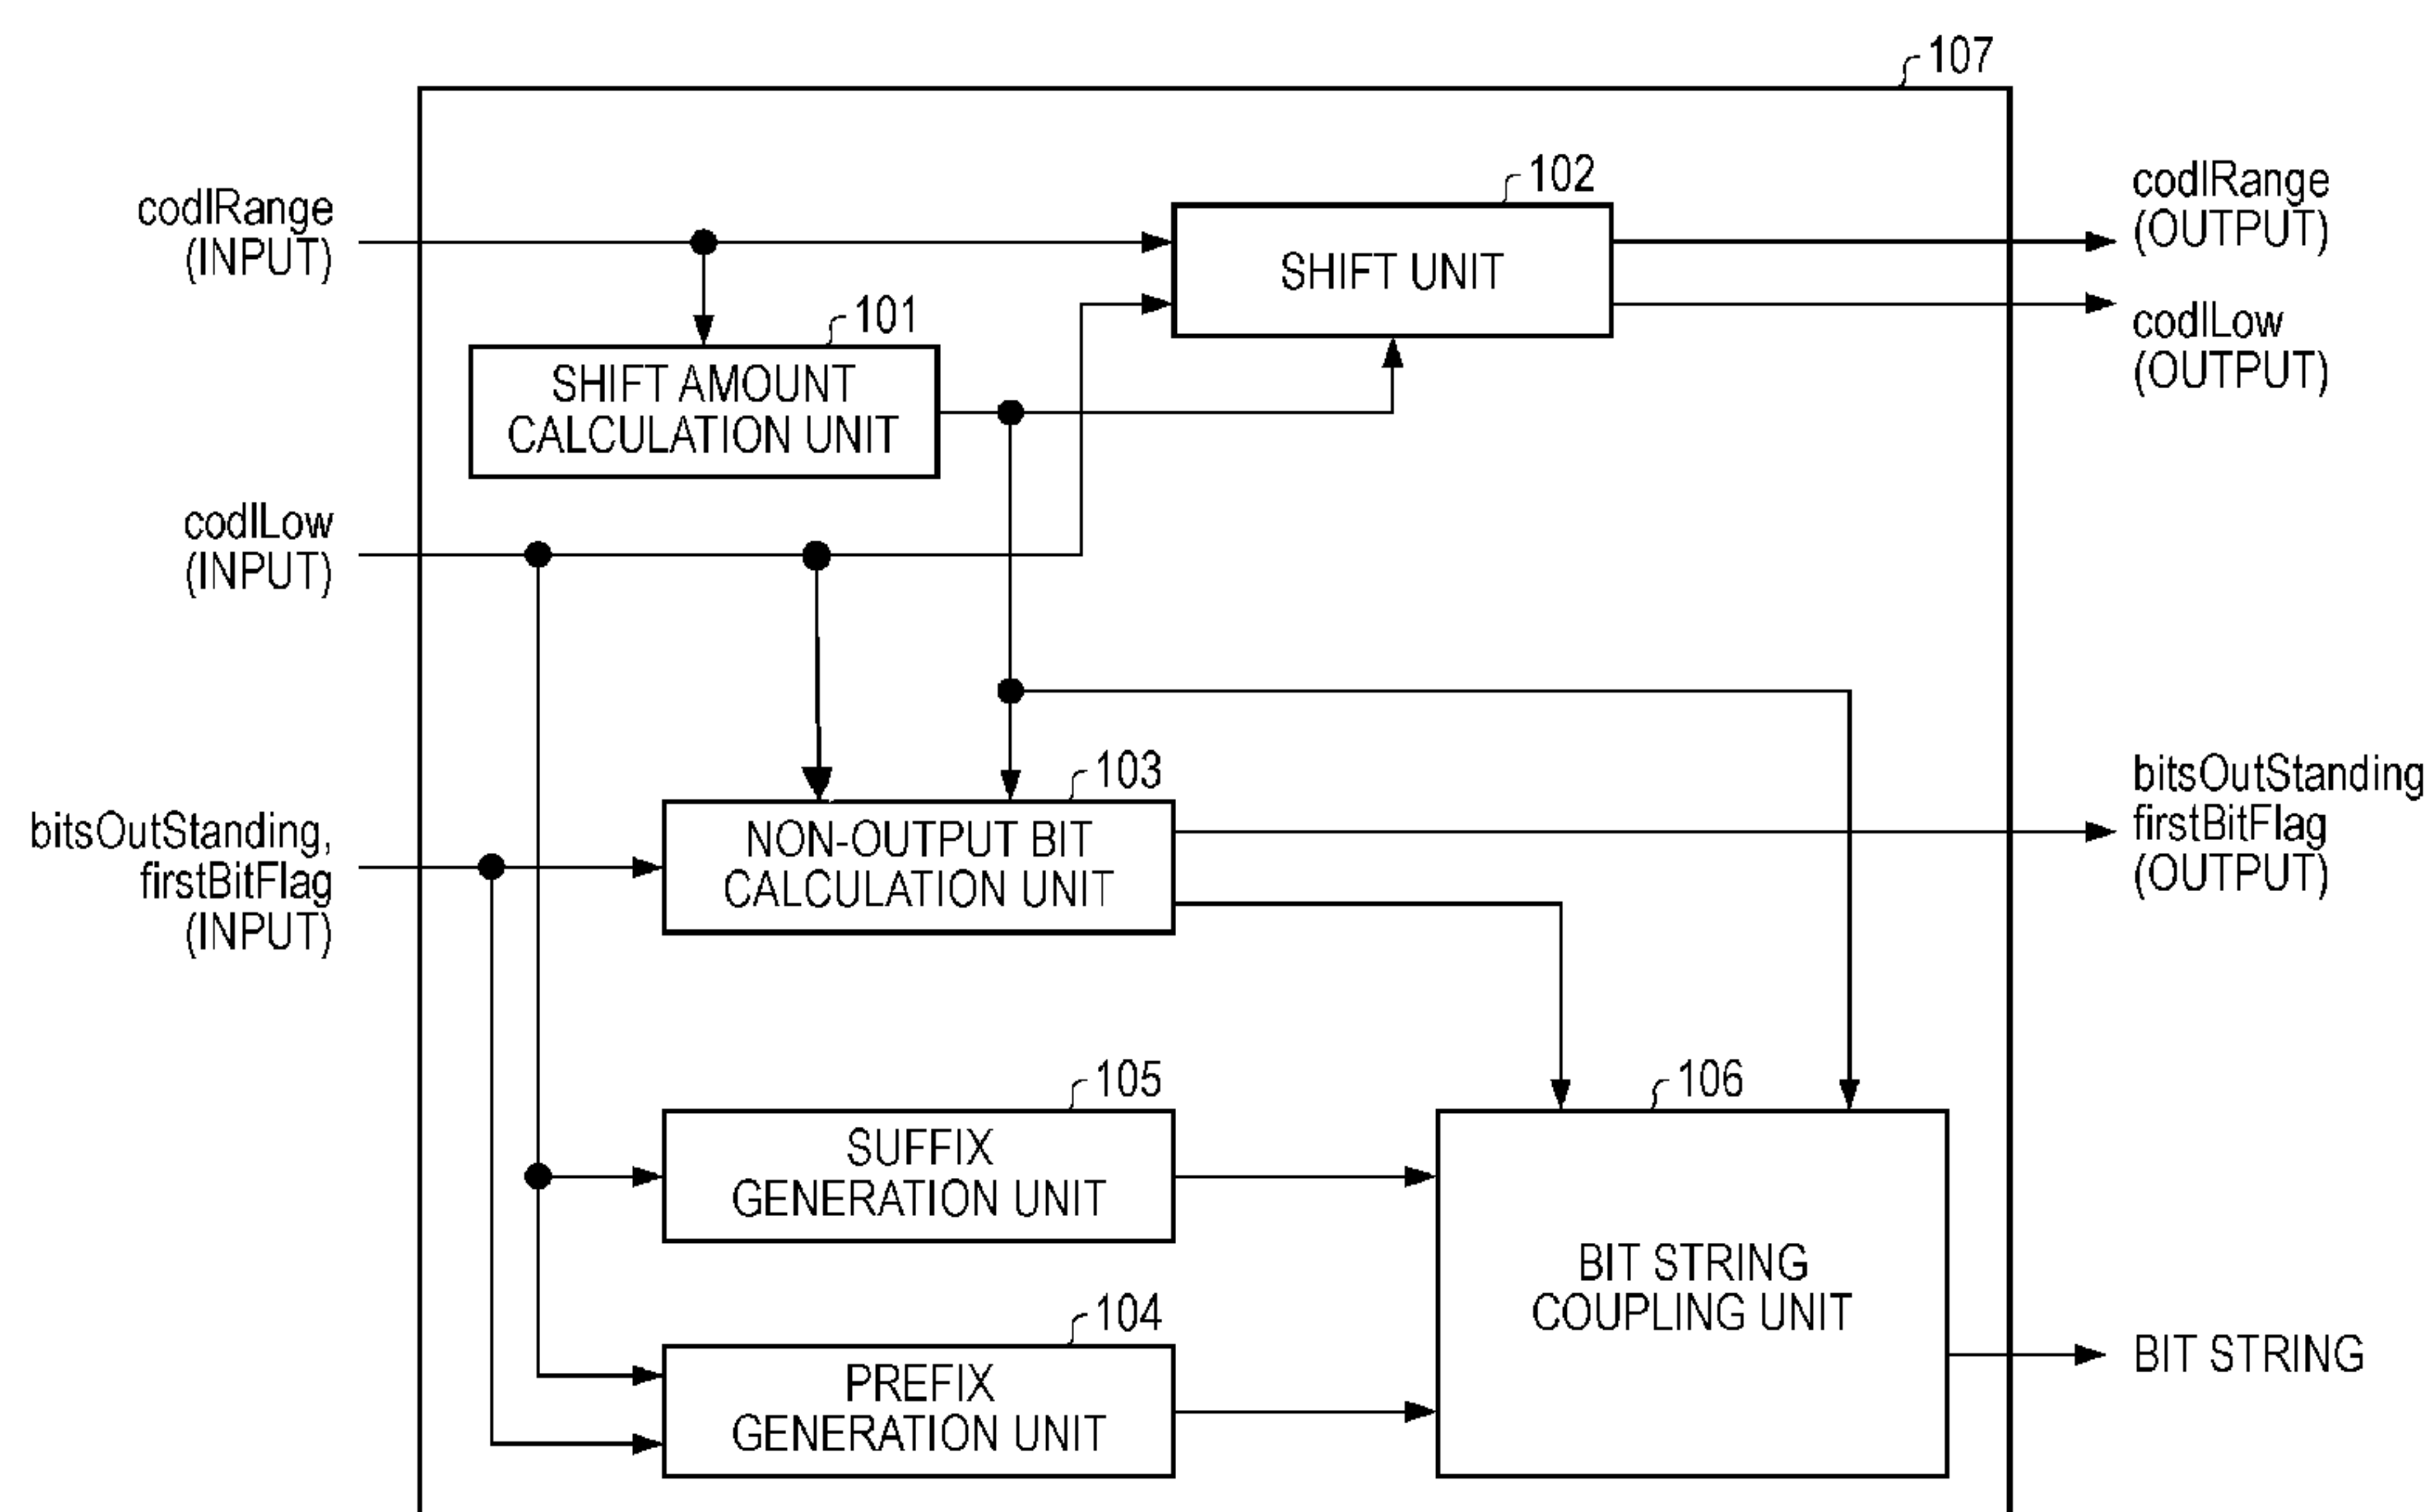 107
102
codIRange
(INPUT)
codIRange
(OUTPUT)
SHIFT UNIT
101
codILow
(OUTPUT)
SHIFT AMOUNT
CALCULATION UNIT
codILow
(INPUT)
103
bitsOutStanding,
firstBitFlag
(INPUT)
NON-OUTPUT BIT
CALCULATION UNIT
bitsOutStanding
firstBitFlag
(OUTPUT)
105
106
SUFFIX
GENERATION UNIT
BIT STRING
COUPLING UNIT
104
PREFIX
GENERATION UNIT
BIT STRING